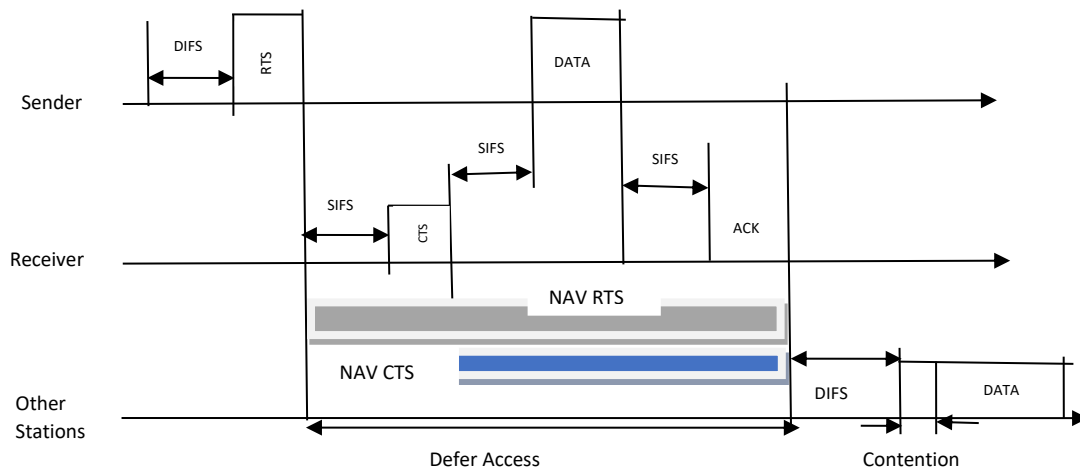 DIFS
RTS
DATA
Sender
SIFS
SIFS
SIFS
CTS
ACK
Receiver
NAV RTS
NAV CTS
DIFS
DATA
Other
Stations
Defer Access
Contention